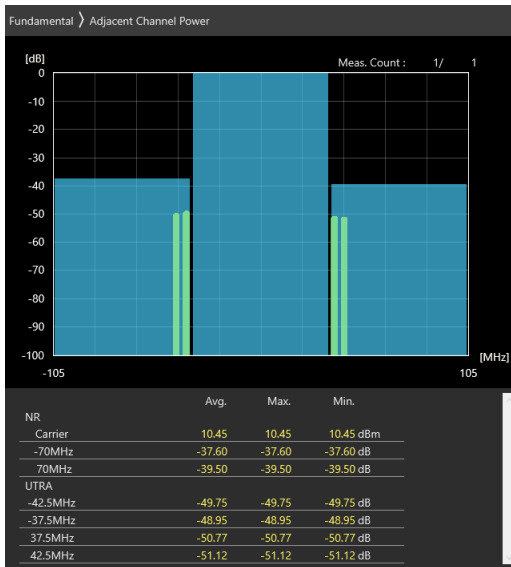 Fundamental 〉 Adjacent Channel Power
[dB]
Meas. Count : 1/ 1
0
-10
-20
-30
-40
-50
-60
-70
-80
-90
-100
[MHz]
-105 105
Avg. Max. Min.
NR
Carrier 10.45 10.45 10.45 dBm
-70MHz -37.60 -37.60 -37.60 dB
70MHz -39.50 -39.50 -39.50 dB
UTRA
-42.5MHz -49.75 -49.75 -49.75 dB
-37.5MHz -48.95 -48.95 -48.95 dB
37.5MHz -50.77 -50.77 -50.77 dB
42.5MHz -51.12 -51.12 -51.12 dB